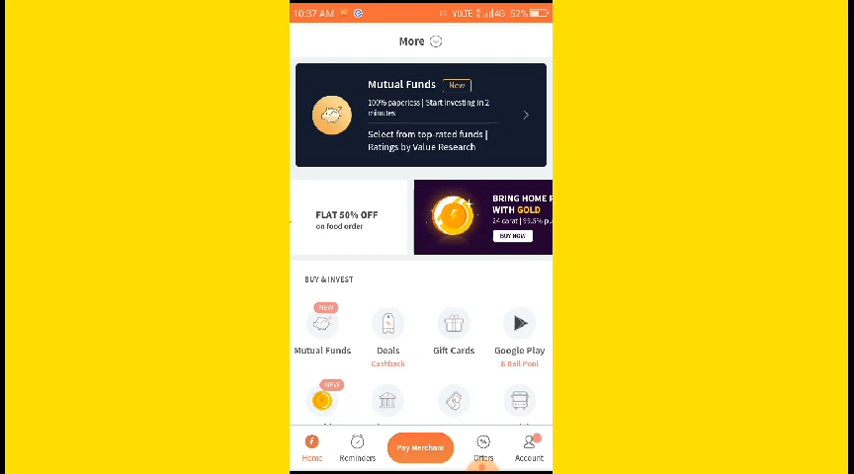 10:37 AM
VOLTE
4G 52%
More
Mutual Funds New
100% paperless | Start investing in 2
minutes
Select from top-rated funds |
Ratings by Value Research
FLAT 50% OFF
on food order
BRING HOME
WITH GOLD
24 carat | 99.5%
BUY NOW
BUY & INVEST
NEW
Mutual Funds
Deals
Cashback
Gift Cards
Google Play
8 Ball Pool
NEW
Home
Reminders
Pay Merchant
Offers
Account